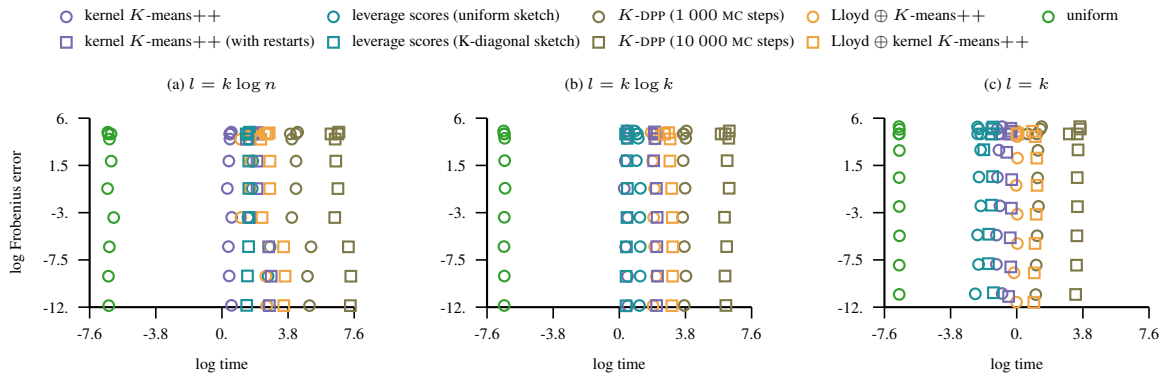 kernel K-means++
leverage scores (uniform sketch)
K-DPP (1 000 MC steps)
Lloyd ⊕ K-means++
uniform
kernel K-means++ (with restarts)
leverage scores (K-diagonal sketch)
K-DPP (10 000 MC steps)
Lloyd ⊕ kernel K-means++
(a) l = k log n
(b) l = k log k
(c) l = k
log Frobenius error
6.
1.5
-3.
-7.5
-12.
-7.6
-3.8
0.
3.8
7.6
log time
6.
1.5
-3.
-7.5
-12.
-7.6
-3.8
0.
3.8
7.6
log time
6.
1.5
-3.
-7.5
-12.
-7.6
-3.8
0.
3.8
7.6
log time